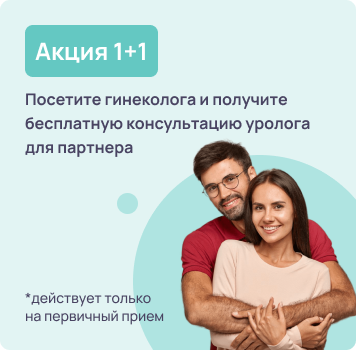 Акция 1+1
Посетите гинеколога и получите
бесплатную консультацию уролога
для партнера
*действует только
на первичный прием